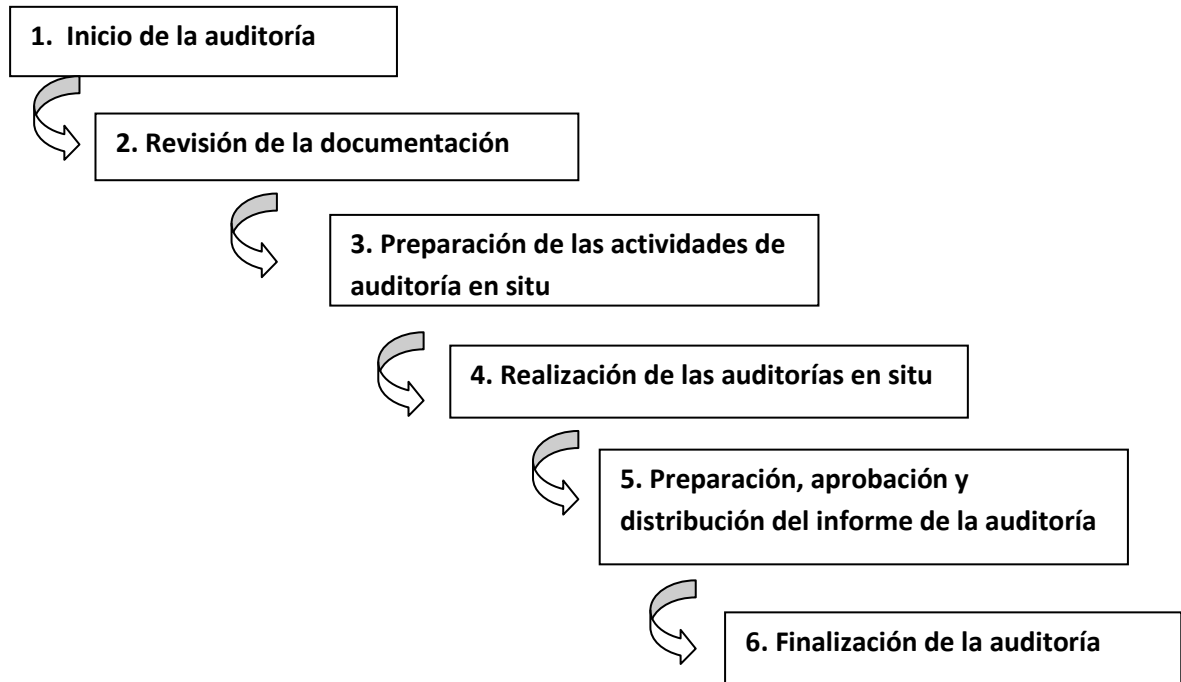 1. Inicio de la auditoría
2. Revisión de la documentación
3. Preparación de las actividades de
auditoría en situ
4. Realización de las auditorías en situ
5. Preparación, aprobación y
distribución del informe de la auditoría
6. Finalización de la auditoría